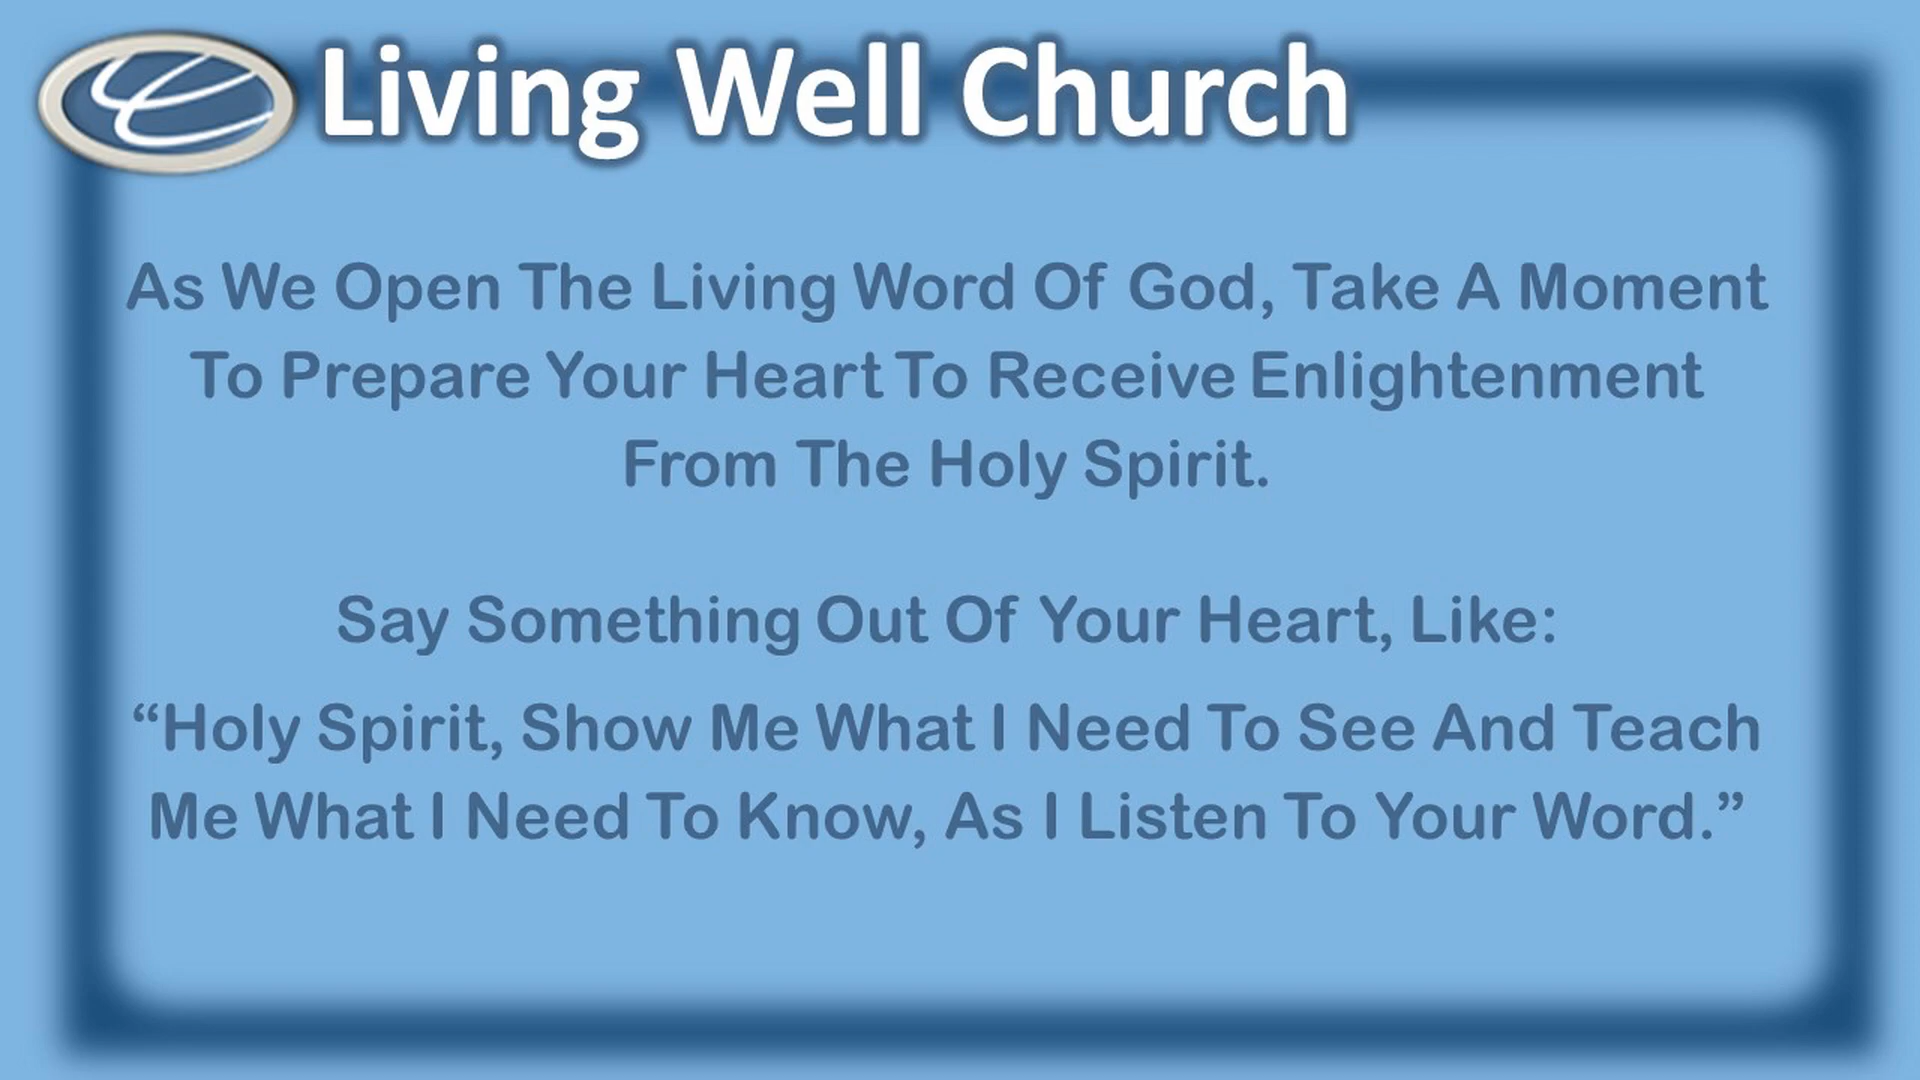 Living Well Church
As We Open The Living Word Of God, Take A Moment
To Prepare Your Heart To Receive Enlightenment
From The Holy Spirit.
Say Something Out Of Your Heart, Like:
“Holy Spirit, Show Me What I Need To See And Teach
Me What I Need To Know, As I Listen To Your Word.”